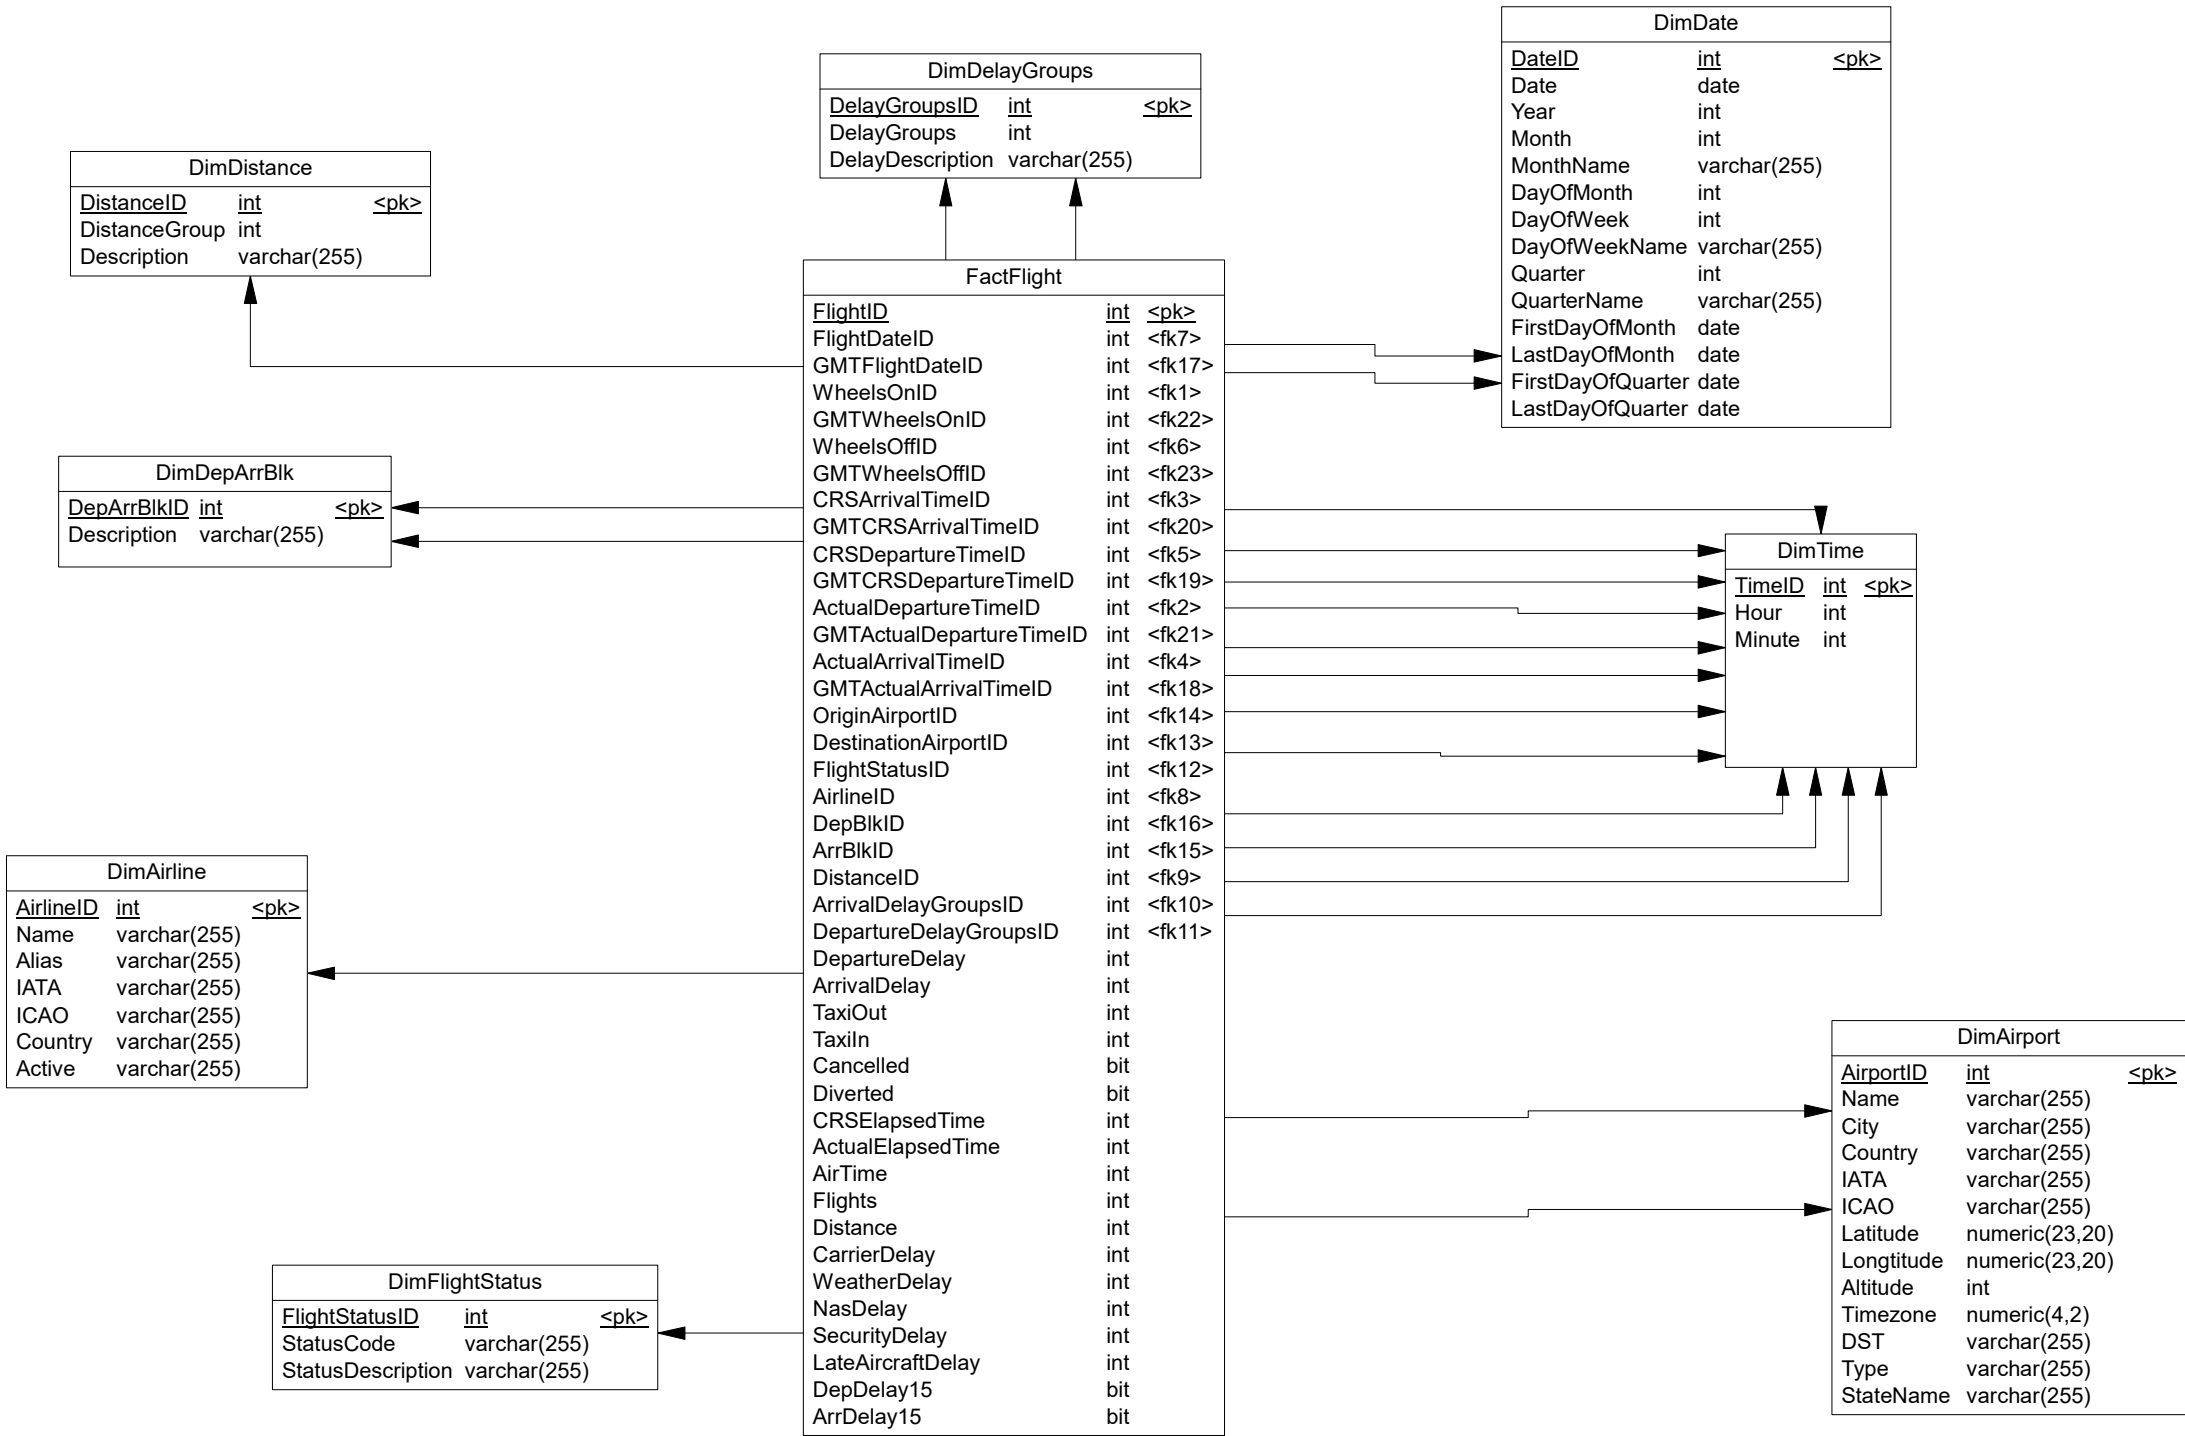 DimDate
DateID int <pk>
Date date
Year int
Month int
MonthName varchar(255)
DayOfMonth int
DayOfWeek int
DayOfWeekName varchar(255)
Quarter int
QuarterName varchar(255)
FirstDayOfMonth date
LastDayOfMonth date
FirstDayOfQuarter date
LastDayOfQuarter date
DimDelayGroups
DelayGroupsID int <pk>
DelayGroups int
DelayDescription varchar(255)
DimDistance
DistanceID int <pk>
DistanceGroup int
Description varchar(255)
FactFlight
FlightID int <pk>
FlightDateID int <fk7>
GMTFlightDateID int <fk17>
WheelsOnID int <fk1>
GMTWheelsOnID int <fk22>
WheelsOffID int <fk6>
GMTWheelsOffID int <fk23>
CRSArrivalTimeID int <fk3>
GMTCRSArrivalTimeID int <fk20>
CRSDepartureTimeID int <fk5>
GMTCRSDepartureTimeID int <fk19>
ActualDepartureTimeID int <fk2>
GMTActualDepartureTimeID int <fk21>
ActualArrivalTimeID int <fk4>
GMTActualArrivalTimeID int <fk18>
OriginAirportID int <fk14>
DestinationAirportID int <fk13>
FlightStatusID int <fk12>
AirlineID int <fk8>
DepBlkID int <fk16>
ArrBlkID int <fk15>
DistanceID int <fk9>
ArrivalDelayGroupsID int <fk10>
DepartureDelayGroupsID int <fk11>
DepartureDelay int
ArrivalDelay int
TaxiOut int
TaxiIn int
Cancelled bit
Diverted bit
CRSElapsedTime int
ActualElapsedTime int
AirTime int
Flights int
Distance int
CarrierDelay int
WeatherDelay int
NasDelay int
SecurityDelay int
LateAircraftDelay int
DepDelay15 bit
ArrDelay15 bit
DimDepArrBlk
DepArrBlkID int <pk>
Description varchar(255)
DimTime
TimeID int <pk>
Hour int
Minute int
DimAirline
AirlineID int <pk>
Name varchar(255)
Alias varchar(255)
IATA varchar(255)
ICAO varchar(255)
Country varchar(255)
Active varchar(255)
DimAirport
AirportID int <pk>
Name varchar(255)
City varchar(255)
Country varchar(255)
IATA varchar(255)
ICAO varchar(255)
Latitude numeric(23,20)
Longtitude numeric(23,20)
Altitude int
Timezone numeric(4,2)
DST varchar(255)
Type varchar(255)
StateName varchar(255)
DimFlightStatus
FlightStatusID int <pk>
StatusCode varchar(255)
StatusDescription varchar(255)